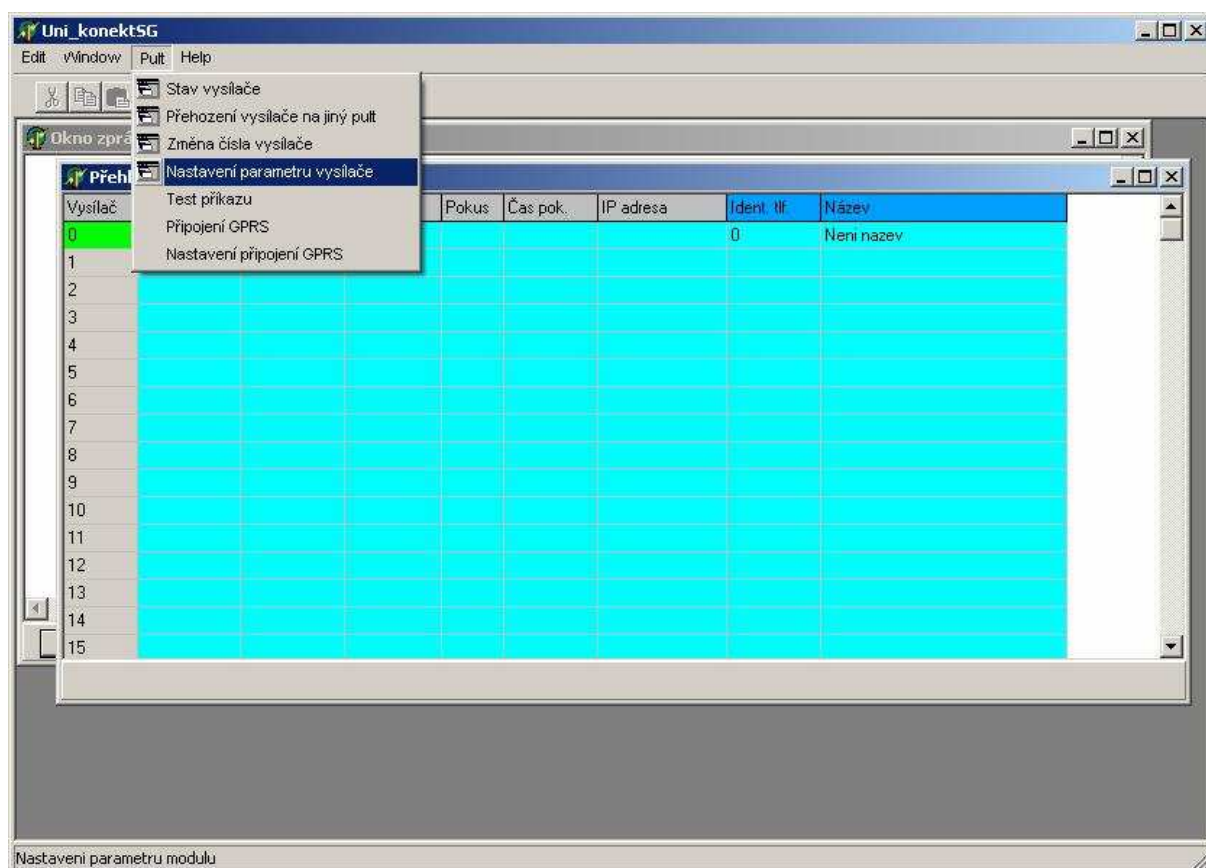 Uni_konektSG
Edit Window Pult Help
Stav vysílače
Přehození vysílače na jiný pult
Změna čísla vysílače
Nastavení parametru vysílače
Test příkazu
Připojení GPRS
Nastavení připojení GPRS
Okno zprá
Přehl
Vysílač Pokus Čas pok. IP adresa Ident. tlf. Název
0 0 Neni nazev
1
2
3
4
5
6
7
8
9
10
11
12
13
14
15
Nastaveni parametru modulu